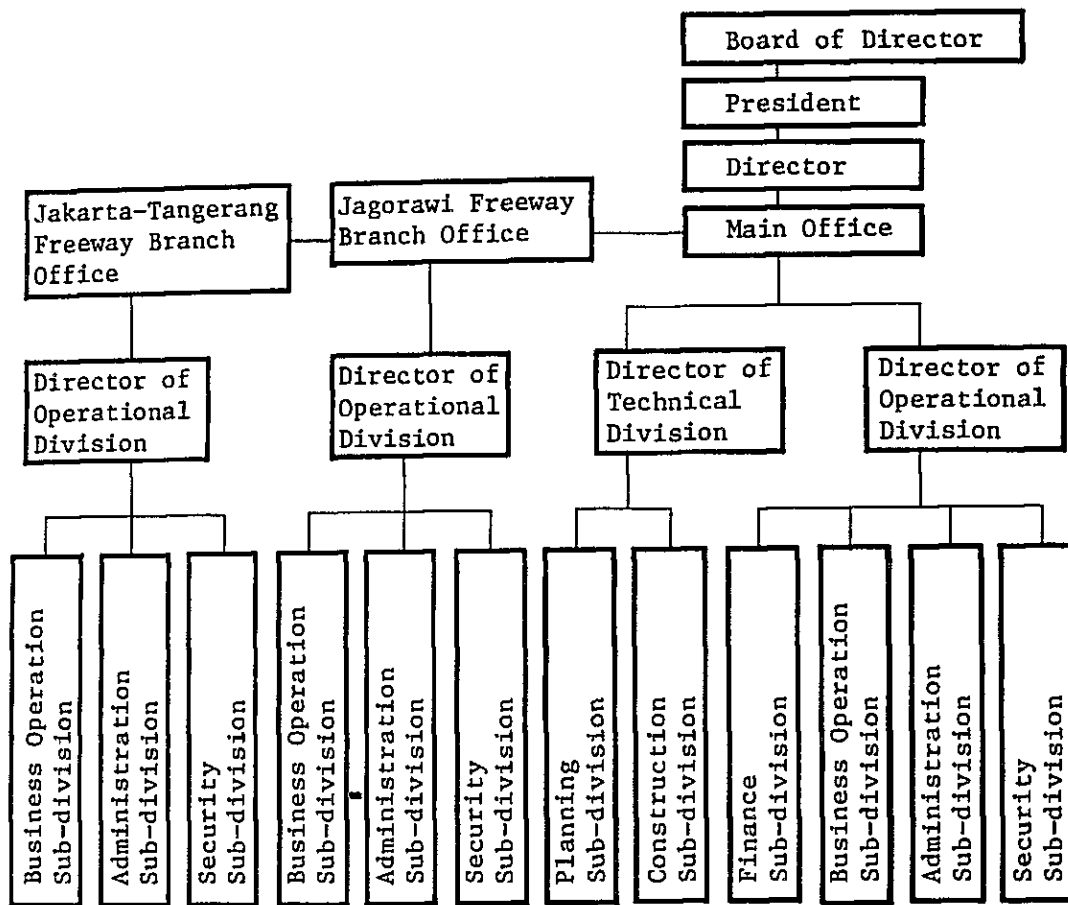 Board of Director
President
Director
Main Office
Jagorawi Freeway
Branch Office
Jakarta-Tangerang
Freeway Branch
Office
Director of
Operational
Division
Director of
Operational
Division
Director of
Technical
Division
Director of
Operational
Division
Business Operation
Sub-division
Administration
Sub-division
Security
Sub-division
Business Operation
Sub-division
Administration
Sub-division
Security
Sub-division
Planning
Sub-division
Construction
Sub-division
Finance
Sub-division
Business Operation
Sub-division
Administration
Sub-division
Security
Sub-division